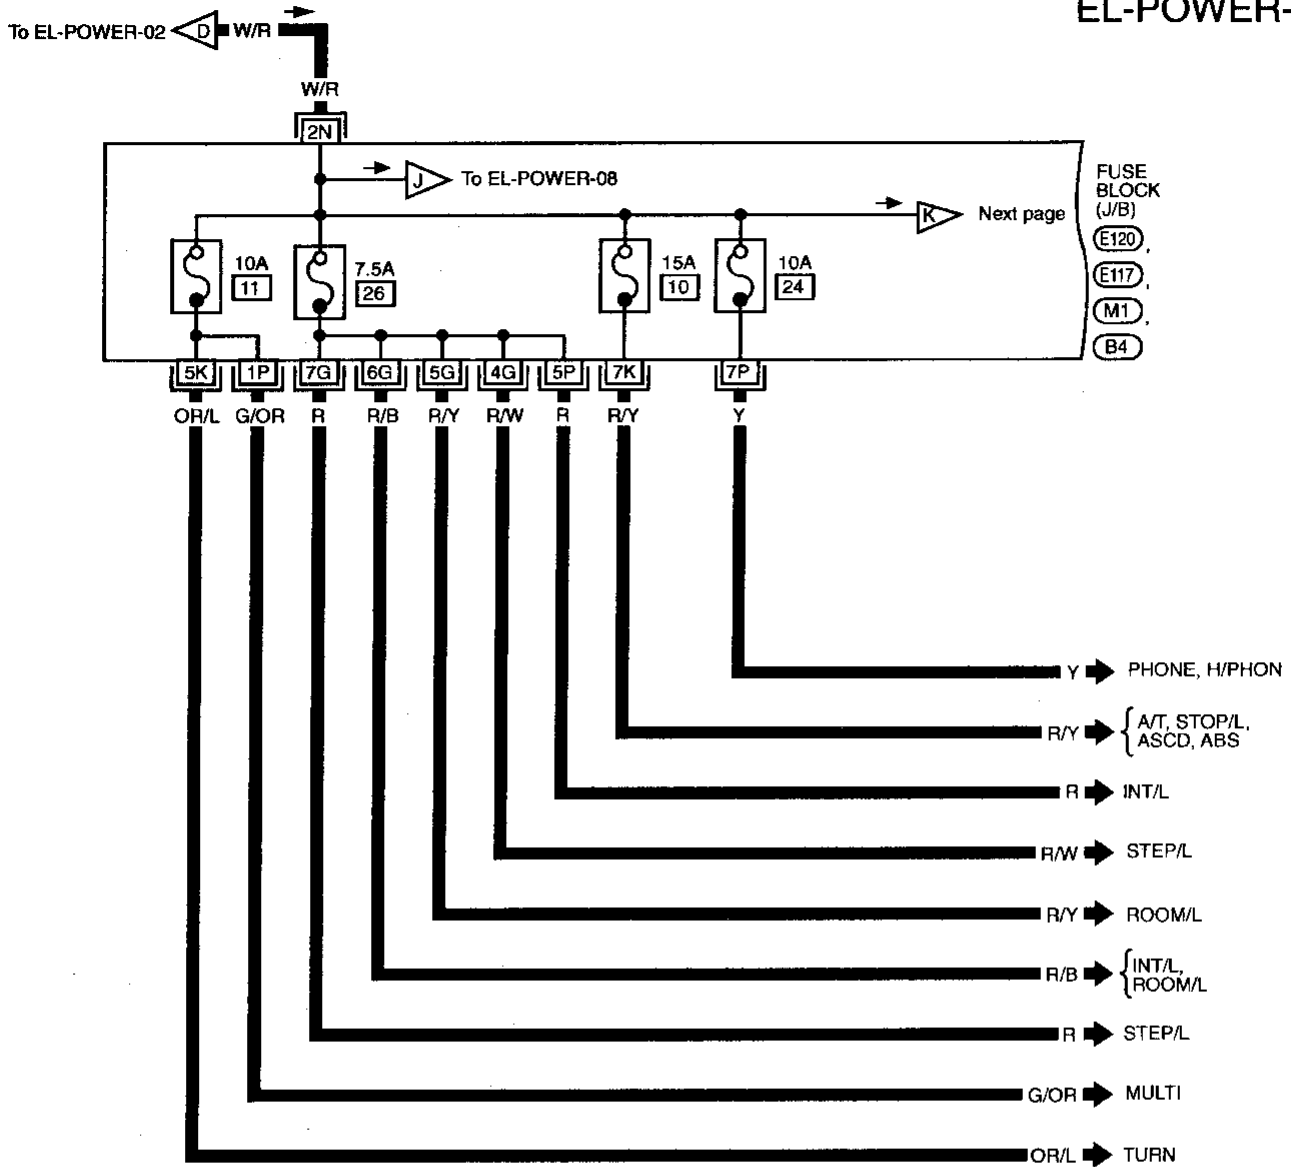 EL-POWER-
To EL-POWER-02 D W/R
W/R
2N
J To EL-POWER-08
K Next page
FUSE
BLOCK
(J/B)
E120 ,
E117 ,
M1 ,
B4
10A
11
7.5A
26
15A
10
10A
24
5K 1P 7G 6G 5G 4G 5P 7K 7P
OR/L G/OR R R/B R/Y R/W R R/Y Y
Y PHONE, H/PHON
R/Y { A/T, STOP/L,
ASCD, ABS
R INT/L
R/W STEP/L
R/Y ROOM/L
R/B { INT/L,
ROOM/L
R STEP/L
G/OR MULTI
OR/L TURN